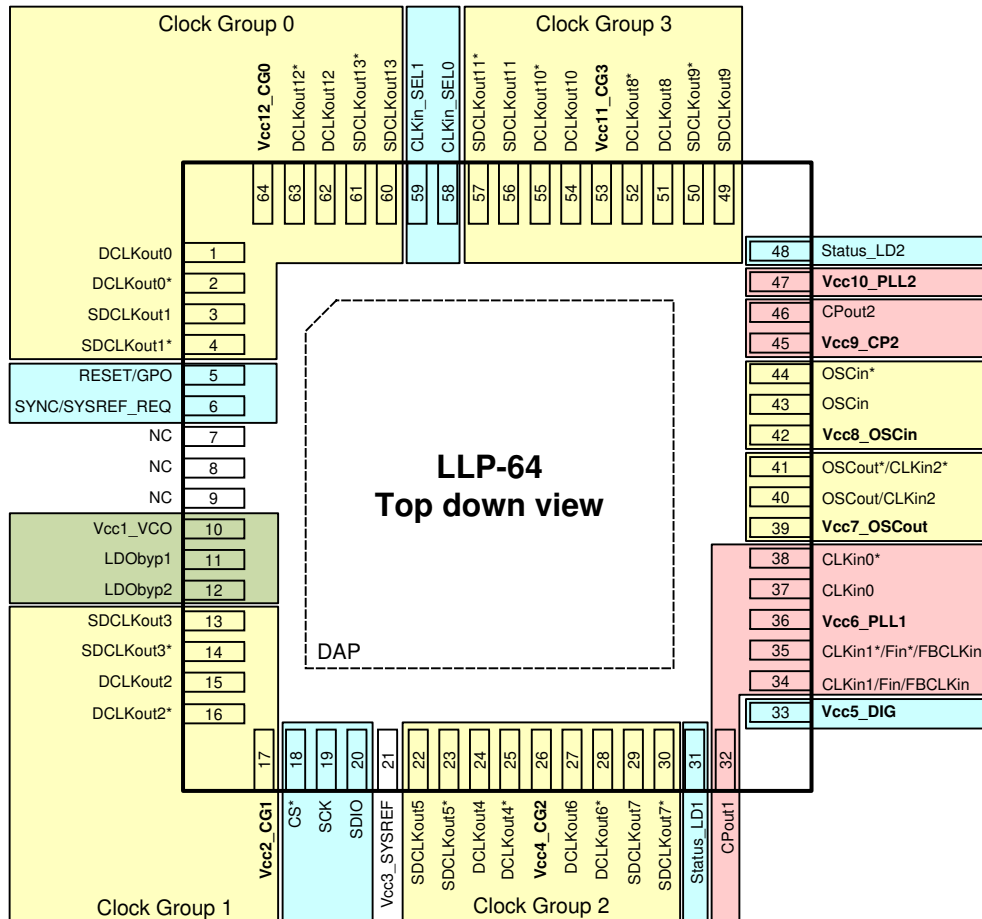 Clock Group 0
Clock Group 3
Vcc12_CG0
DCLKout12*
DCLKout12
SDCLKout13*
SDCLKout13
CLKin_SEL1
CLKin_SEL0
SDCLKout11*
SDCLKout11
DCLKout10*
DCLKout10
Vcc11_CG3
DCLKout8*
DCLKout8
SDCLKout9*
SDCLKout9
64
63
62
61
60
59
58
57
56
55
54
53
52
51
50
49
DCLKout0 1
DCLKout0* 2
SDCLKout1 3
SDCLKout1* 4
RESET/GPO 5
SYNC/SYSREF_REQ 6
NC 7
NC 8
NC 9
Vcc1_VCO 10
LDObyp1 11
LDObyp2 12
SDCLKout3 13
SDCLKout3* 14
DCLKout2 15
DCLKout2* 16
LLP-64
Top down view
DAP
48 Status_LD2
47 Vcc10_PLL2
46 CPout2
45 Vcc9_CP2
44 OSCin*
43 OSCin
42 Vcc8_OSCin
41 OSCout*/CLKin2*
40 OSCout/CLKin2
39 Vcc7_OSCout
38 CLKin0*
37 CLKin0
36 Vcc6_PLL1
35 CLKin1*/Fin*/FBCLKin
34 CLKin1/Fin/FBCLKin
33 Vcc5_DIG
17
18
19
20
21
22
23
24
25
26
27
28
29
30
31
32
Vcc2_CG1
CS*
SCK
SDIO
Vcc3_SYSREF
SDCLKout5
SDCLKout5*
DCLKout4
DCLKout4*
Vcc4_CG2
DCLKout6
DCLKout6*
SDCLKout7
SDCLKout7*
Status_LD1
CPout1
Clock Group 1
Clock Group 2